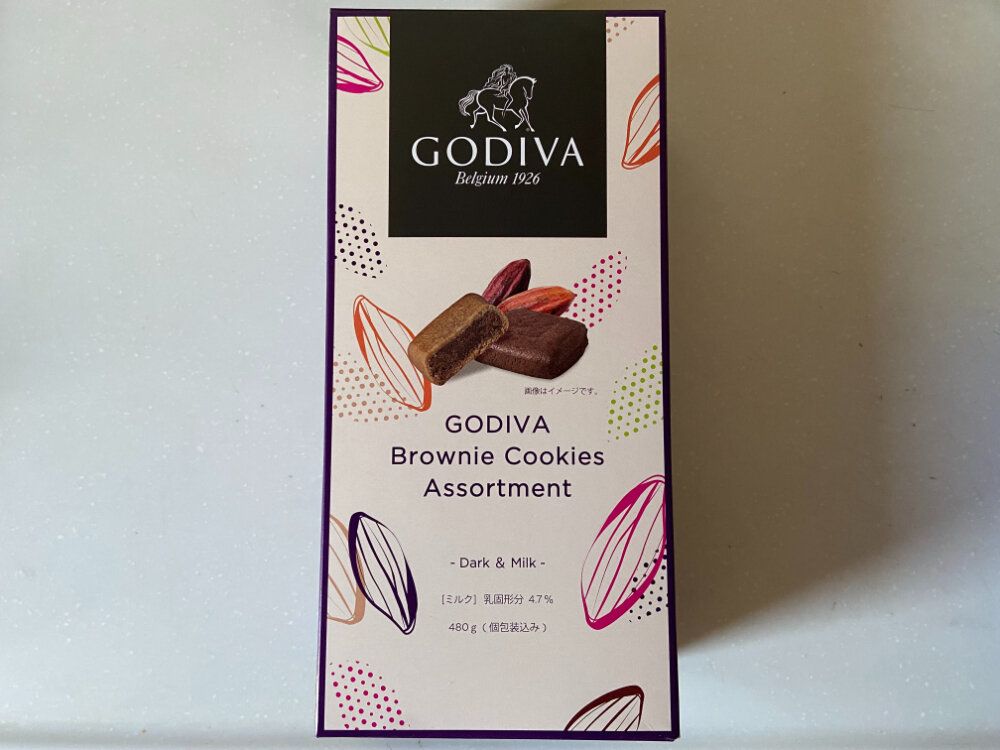 GODIVA
Belgium 1926
画像はイメージです。
GODIVA
Brownie Cookies
Assortment
- Dark & Milk -
[ミルク] 乳固形分 4.7%
480g（個包装込み）